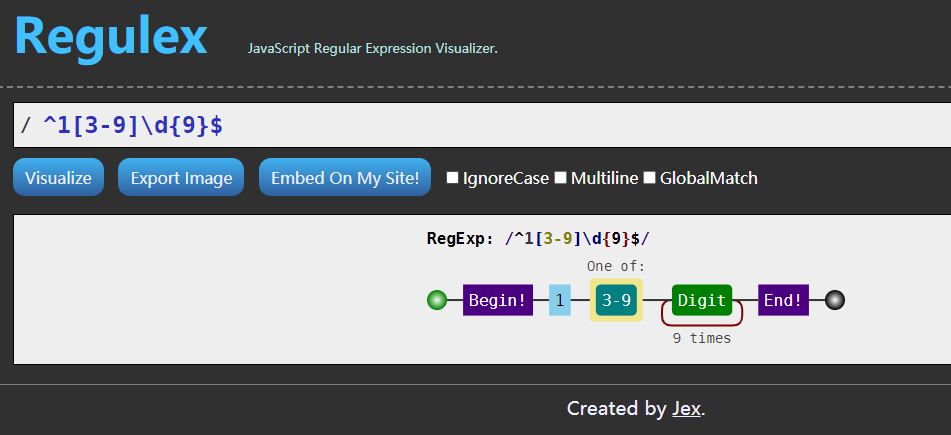 Regulex JavaScript Regular Expression Visualizer.
/ ^1[3-9]\d{9}$
Visualize Export Image Embed On My Site! IgnoreCase Multiline GlobalMatch
RegExp: /^1[3-9]\d{9}$/
One of:
Begin! 1 3-9 Digit End!
9 times
Created by Jex.